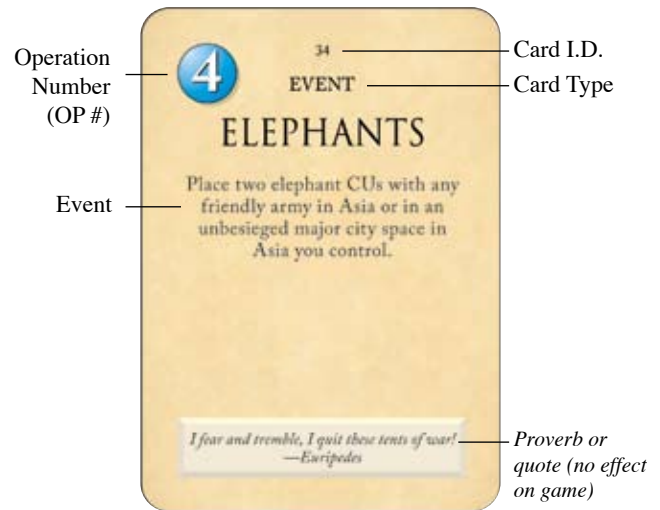 Operation
Number
(OP #)
4
34
Card I.D.
EVENT
Card Type
ELEPHANTS
Event
Place two elephant CUs with any
friendly army in Asia or in an
unbesieged major city space in
Asia you control.
I fear and tremble, I quit these tents of war!
—Euripedes
Proverb or
quote (no effect
on game)